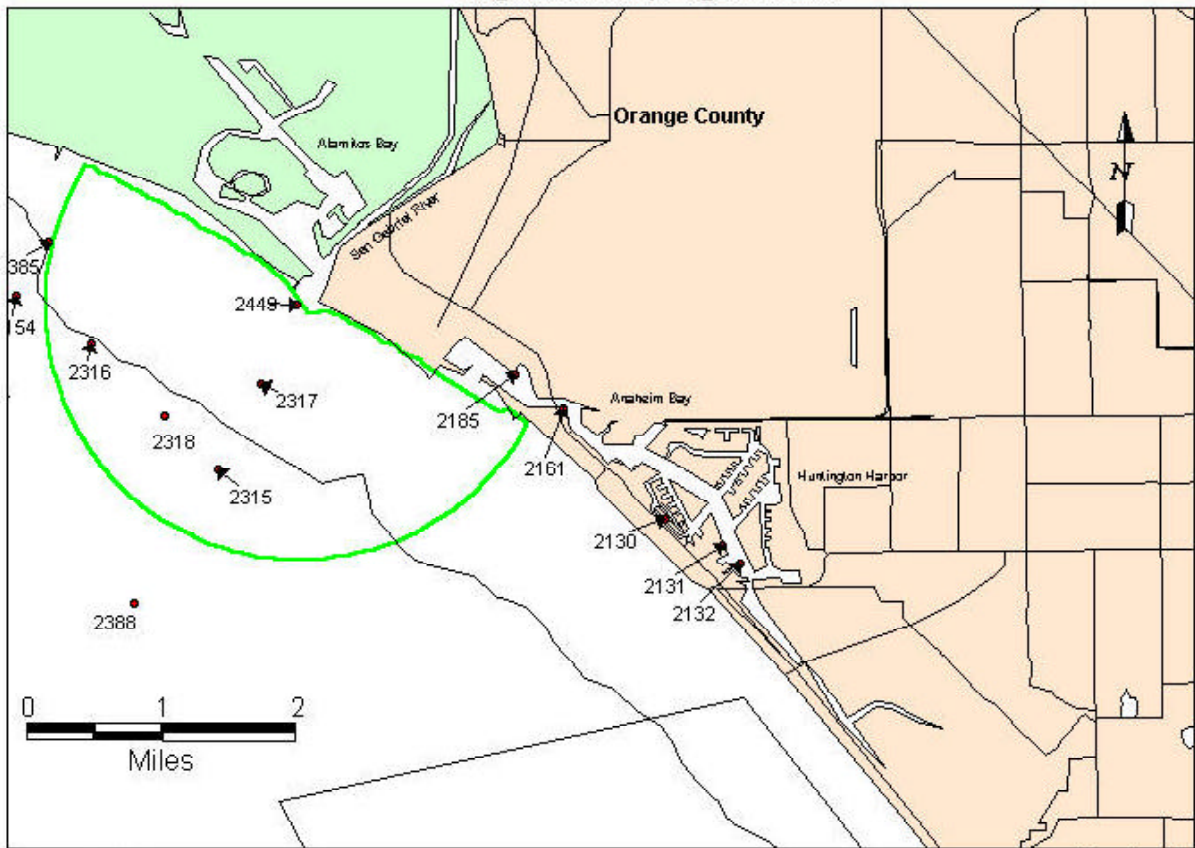 Orange County
Alamitos Bay
N
San Gabriel River
385
2449
154
2316
2317
2185
Anaheim Bay
2318
2161
2315
Huntington Harbor
2130
2131
2132
2388
0 1 2
Miles